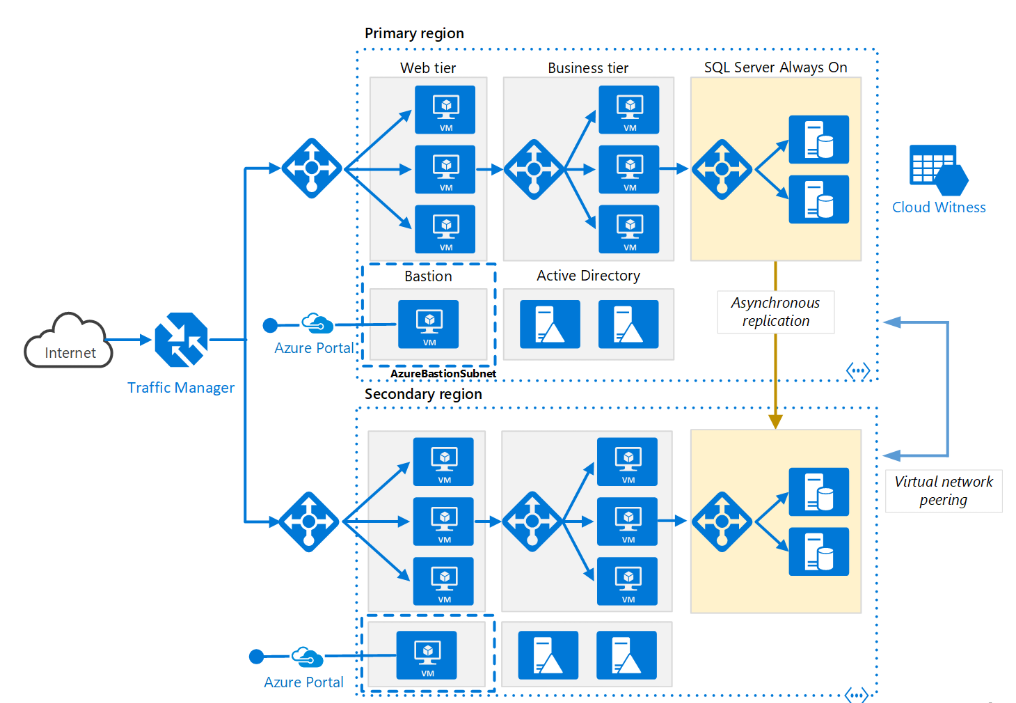 Primary region
Web tier
Business tier
SQL Server Always On
VM
VM
VM
VM
VM
VM
Cloud Witness
Bastion
Active Directory
VM
Asynchronous
replication
Internet
Azure Portal
Traffic Manager
AzureBastionSubnet
Secondary region
VM
VM
VM
VM
VM
VM
Virtual network
peering
VM
Azure Portal